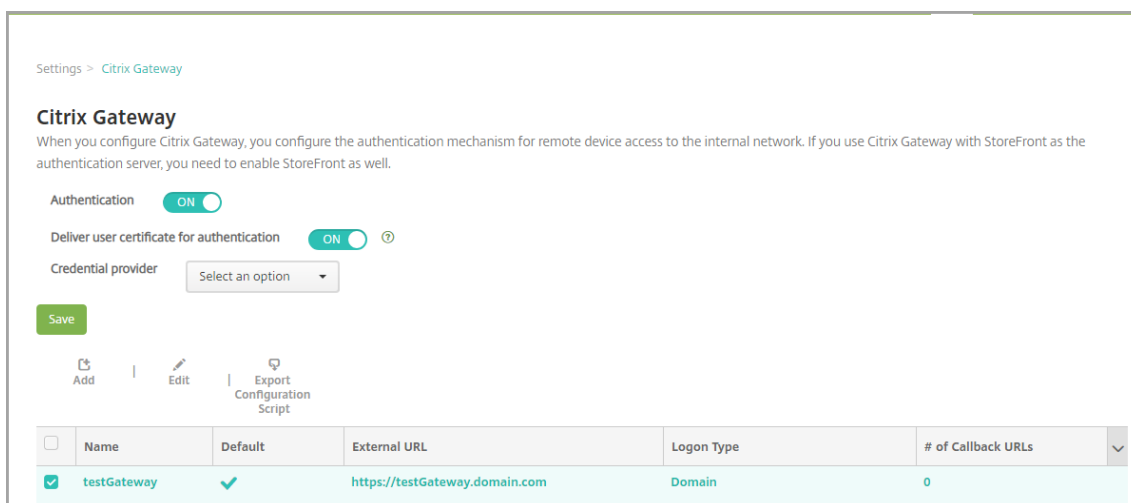 Settings > Citrix Gateway
Citrix Gateway
When you configure Citrix Gateway, you configure the authentication mechanism for remote device access to the internal network. If you use Citrix Gateway with StoreFront as the
authentication server, you need to enable StoreFront as well.
Authentication ON
Deliver user certificate for authentication ON ?
Credential provider Select an option
Save
Add | Edit | Export
Configuration
Script
Name Default External URL Logon Type # of Callback URLs
testGateway https://testGateway.domain.com Domain 0